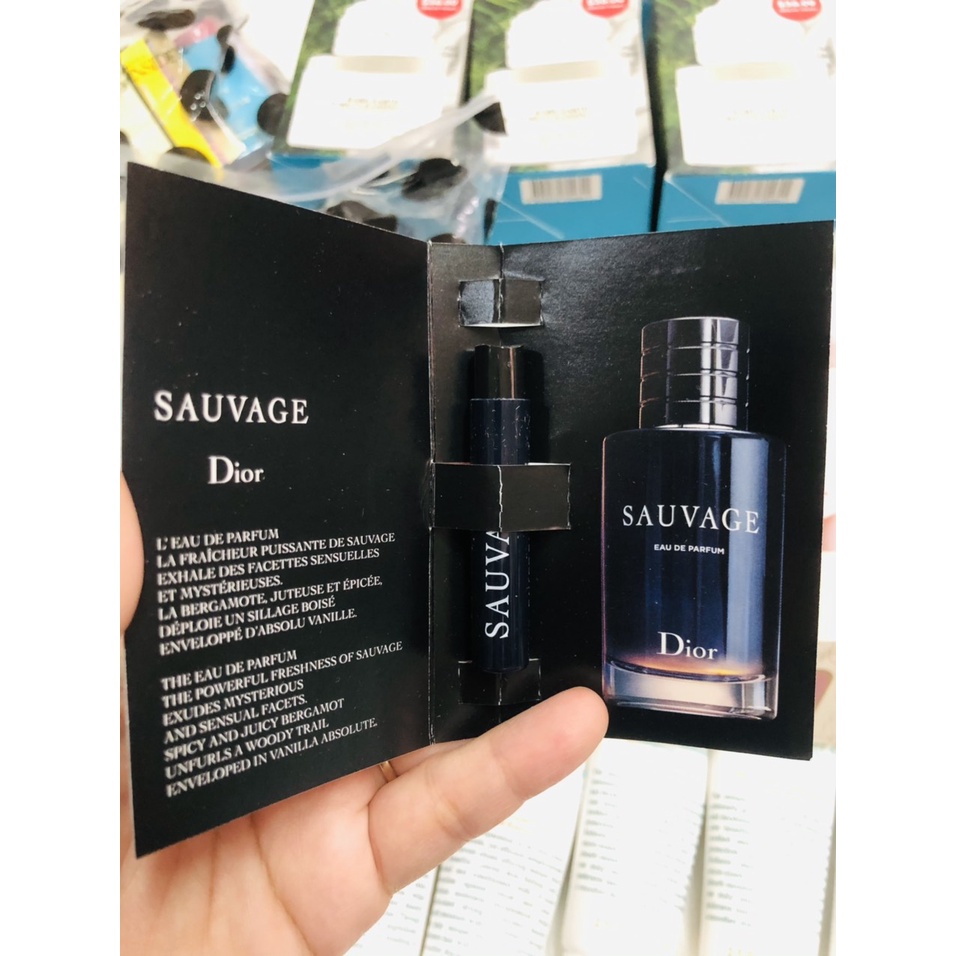 SAUVAGE
Dior
L'EAU DE PARFUM
LA FRAÎCHEUR PUISSANTE DE SAUVAGE
EXHALE DES FACETTES SENSUELLES
ET MYSTÉRIEUSES.
LA BERGAMOTE, JUTEUSE ET ÉPICÉE,
DÉPLOIE UN SILLAGE BOISÉ
ENVELOPPÉ D'ABSOLU VANILLE.
THE EAU DE PARFUM
THE POWERFUL FRESHNESS OF SAUVAGE
EXUDES MYSTERIOUS
AND SENSUAL FACETS.
SPICY AND JUICY BERGAMOT
UNFURLS A WOODY TRAIL
ENVELOPED IN VANILLA ABSOLUTE.
SAUVA
SAUVAGE
EAU DE PARFUM
Dior